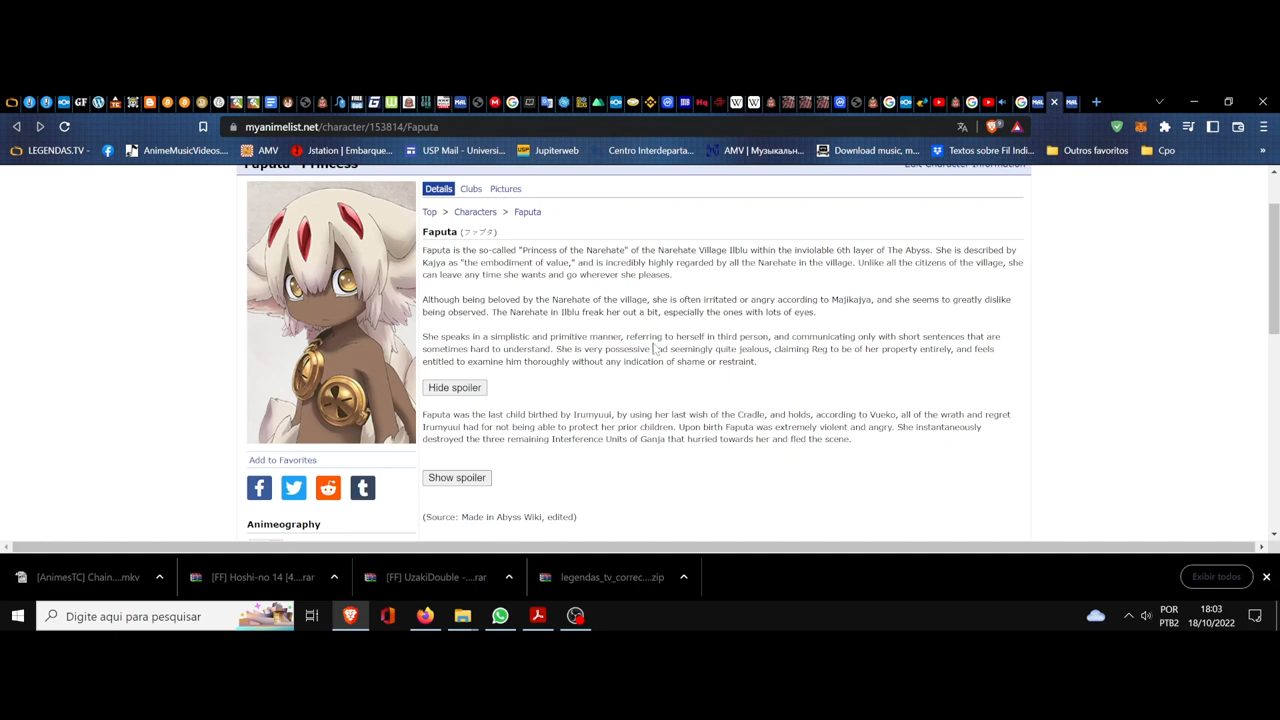 myanimelist.net/character/153814/Faputa
LEGENDAS.TV
AnimeMusicVideos...
AMV
Jstation | Embarque...
USP Mail - Universi...
Jupiterweb
Centro Interdeparta...
AMV | Музыкальн...
Download music, m...
Textos sobre Fil Indi...
Outros favoritos
Cpo
Faputa "Princess"
Edit Character Information
Details Clubs Pictures
Top > Characters > Faputa
Faputa (ファプタ)
Faputa is the so-called "Princess of the Narehate" of the Narehate Village Ilblu within the inviolable 6th layer of The Abyss. She is described by
Kajya as "the embodiment of value," and is incredibly highly regarded by all the Narehate in the village. Unlike all the citizens of the village, she
can leave any time she wants and go wherever she pleases.
Although being beloved by the Narehate of the village, she is often irritated or angry according to Majikajya, and she seems to greatly dislike
being observed. The Narehate in Ilblu freak her out a bit, especially the ones with lots of eyes.
She speaks in a simplistic and primitive manner, referring to herself in third person, and communicating only with short sentences that are
sometimes hard to understand. She is very possessive and seemingly quite jealous, claiming Reg to be of her property entirely, and feels
entitled to examine him thoroughly without any indication of shame or restraint.
Hide spoiler
Faputa was the last child birthed by Irumyuui, by using her last wish of the Cradle, and holds, according to Vueko, all of the wrath and regret
Irumyuui had for not being able to protect her prior children. Upon birth Faputa was extremely violent and angry. She instantaneously
destroyed the three remaining Interference Units of Ganja that hurried towards her and fled the scene.
Show spoiler
(Source: Made in Abyss Wiki, edited)
Add to Favorites
Animeography
[AnimesTC] Chain....mkv
[FF] Hoshi-no 14 [4....rar
[FF] UzakiDouble -....rar
legendas_tv_correc....zip
Exibir todos
Digite aqui para pesquisar
POR
PTB2
18:03
18/10/2022